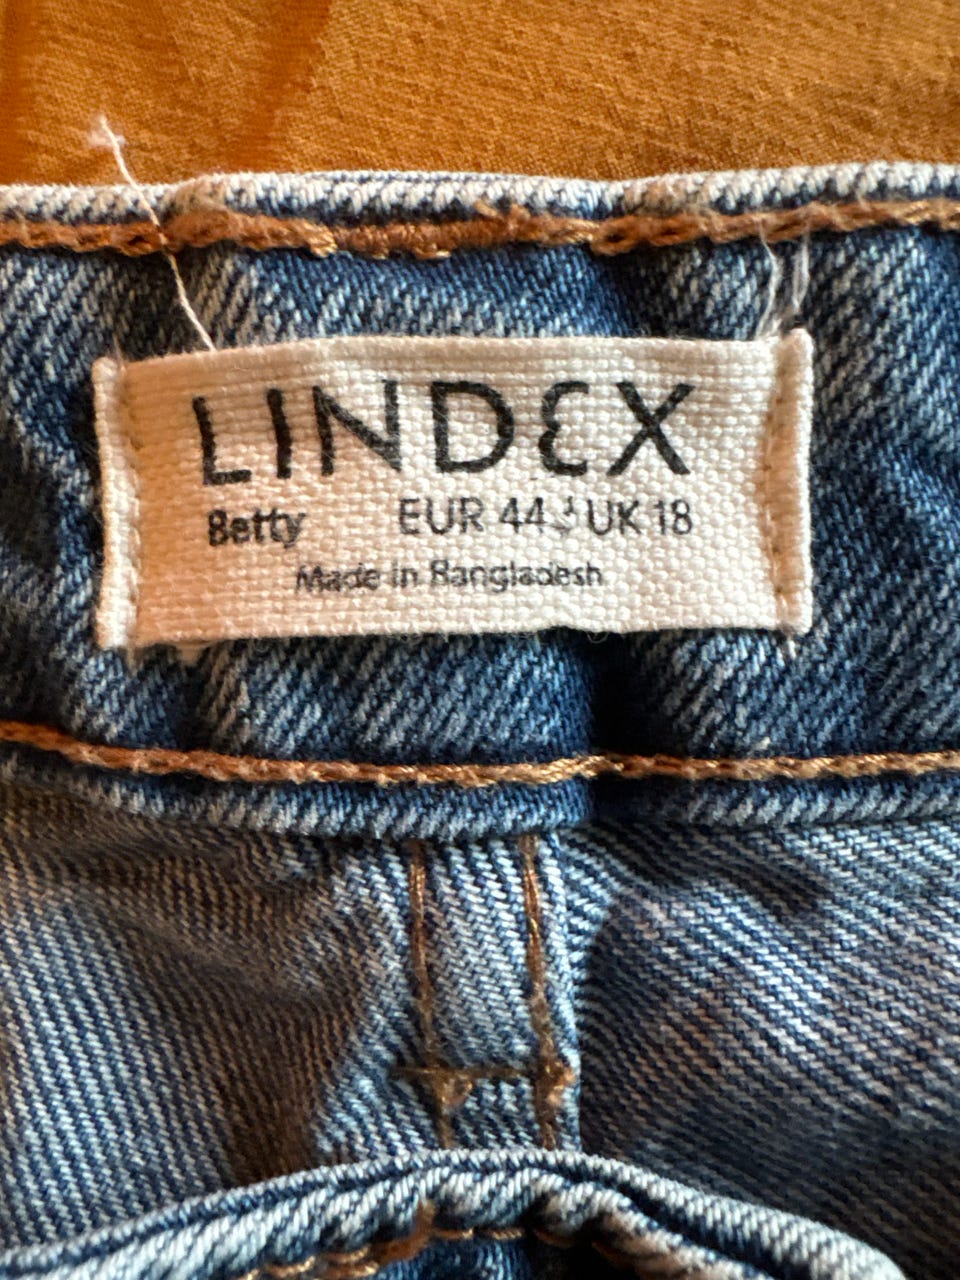 LINDEX
Betty EUR 44 UK 18
Made in Bangladesh